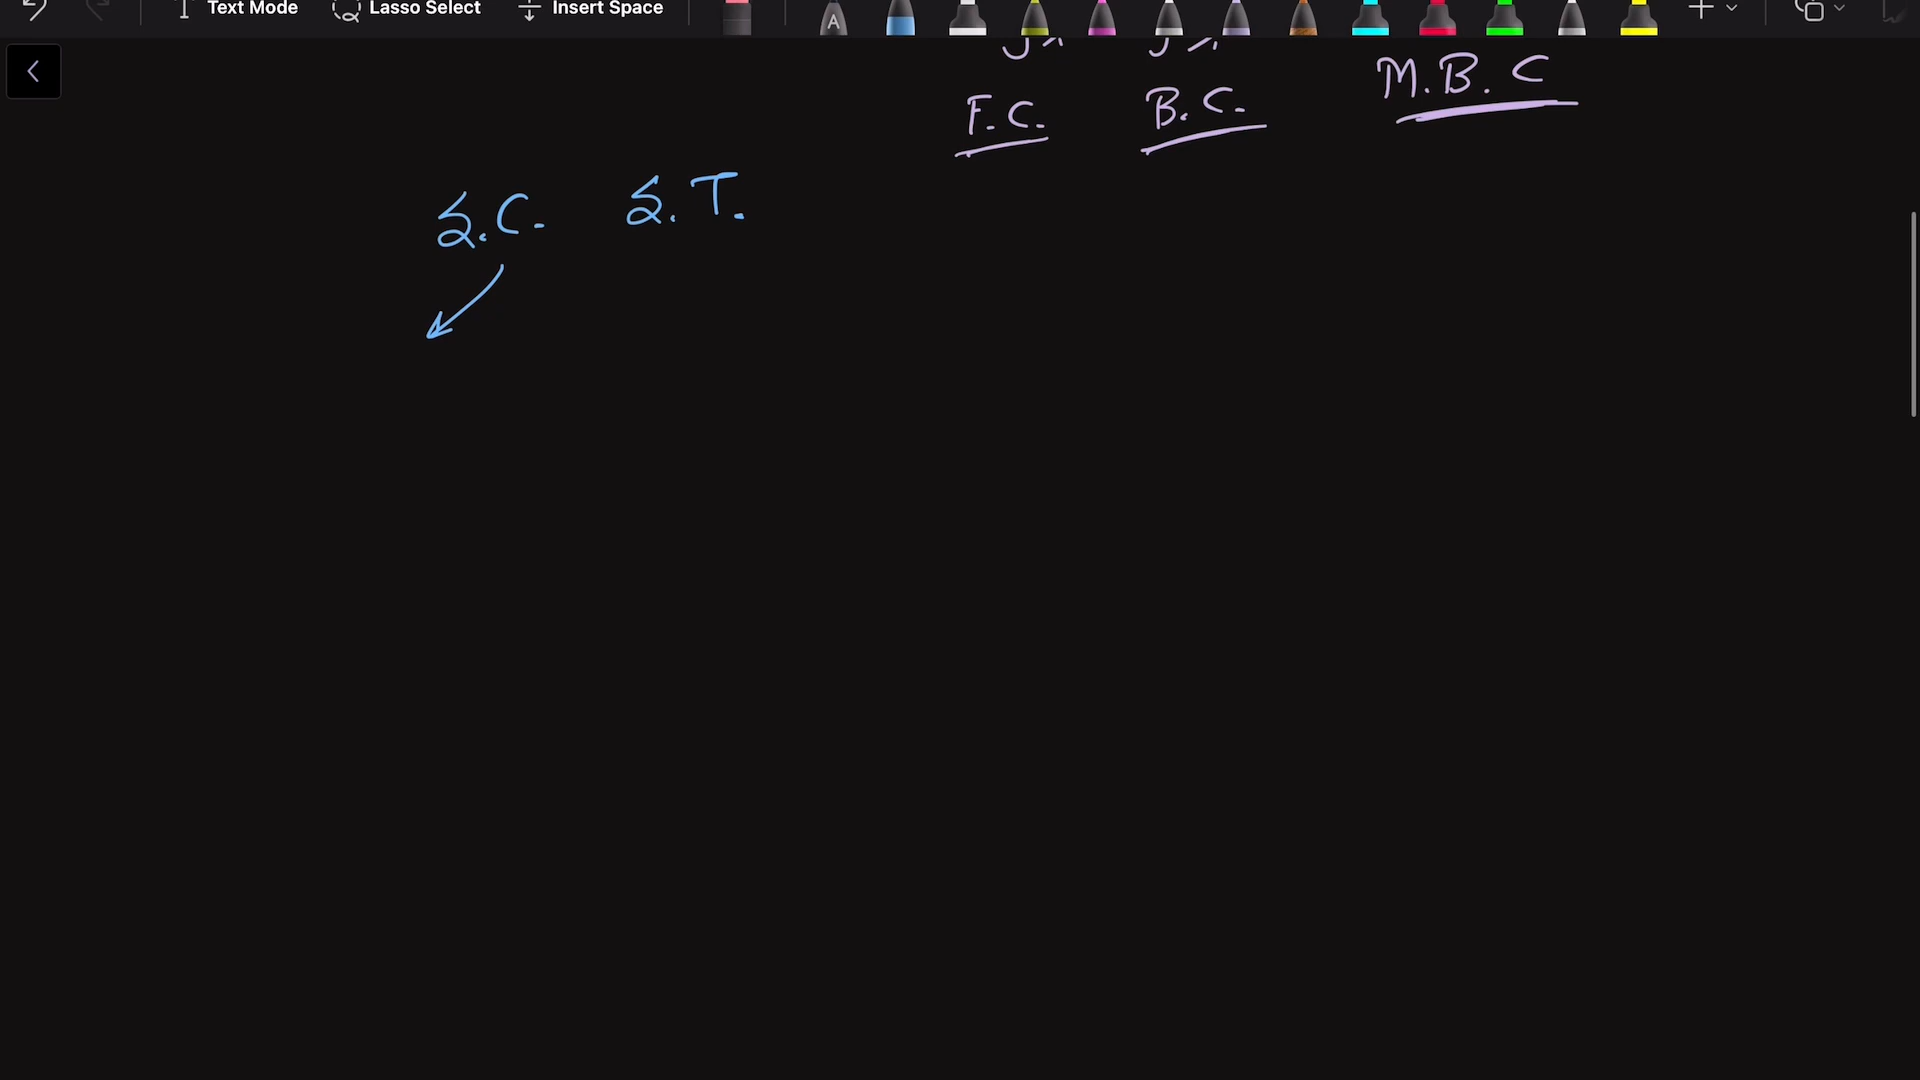 Text Mode Lasso Select Insert Space
A
M.B.C
F.C. B.C.
S.C. S.T.